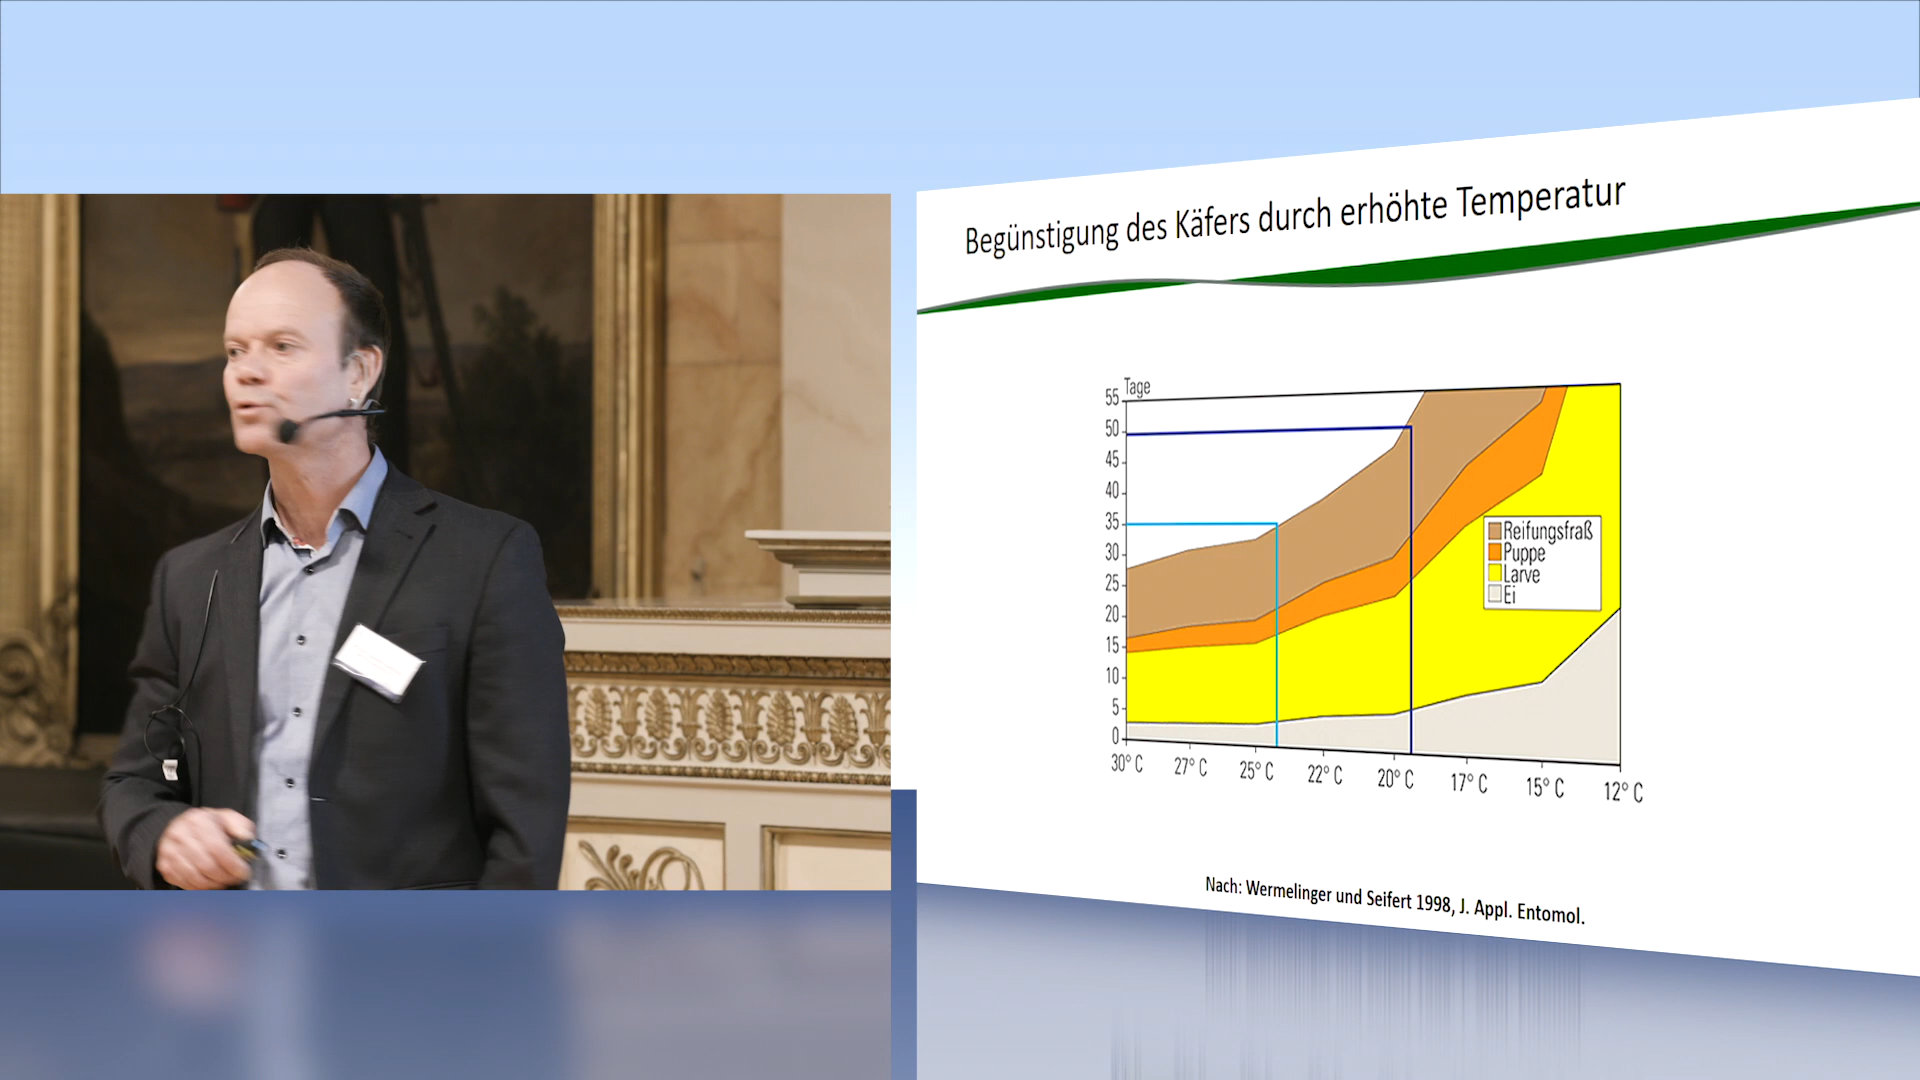 Begünstigung des Käfers durch erhöhte Temperatur
Tage
55
50
45
40
35
30
25
20
15
10
5
0
30° C 27° C 25° C 22° C 20° C 17° C 15° C 12° C
Reifungsfraß
Puppe
Larve
Ei
Nach: Wermelinger und Seifert 1998, J. Appl. Entomol.